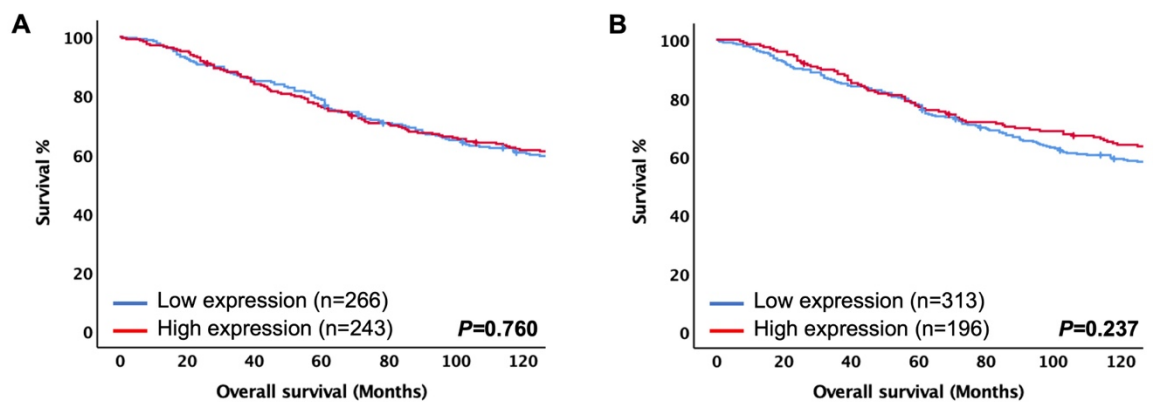 A
Survival %
100
80
60
40
20
0
Low expression (n=266)
High expression (n=243)
P=0.760
0 20 40 60 80 100 120
Overall survival (Months)
B
Survival %
100
80
60
40
20
0
Low expression (n=313)
High expression (n=196)
P=0.237
0 20 40 60 80 100 120
Overall survival (Months)